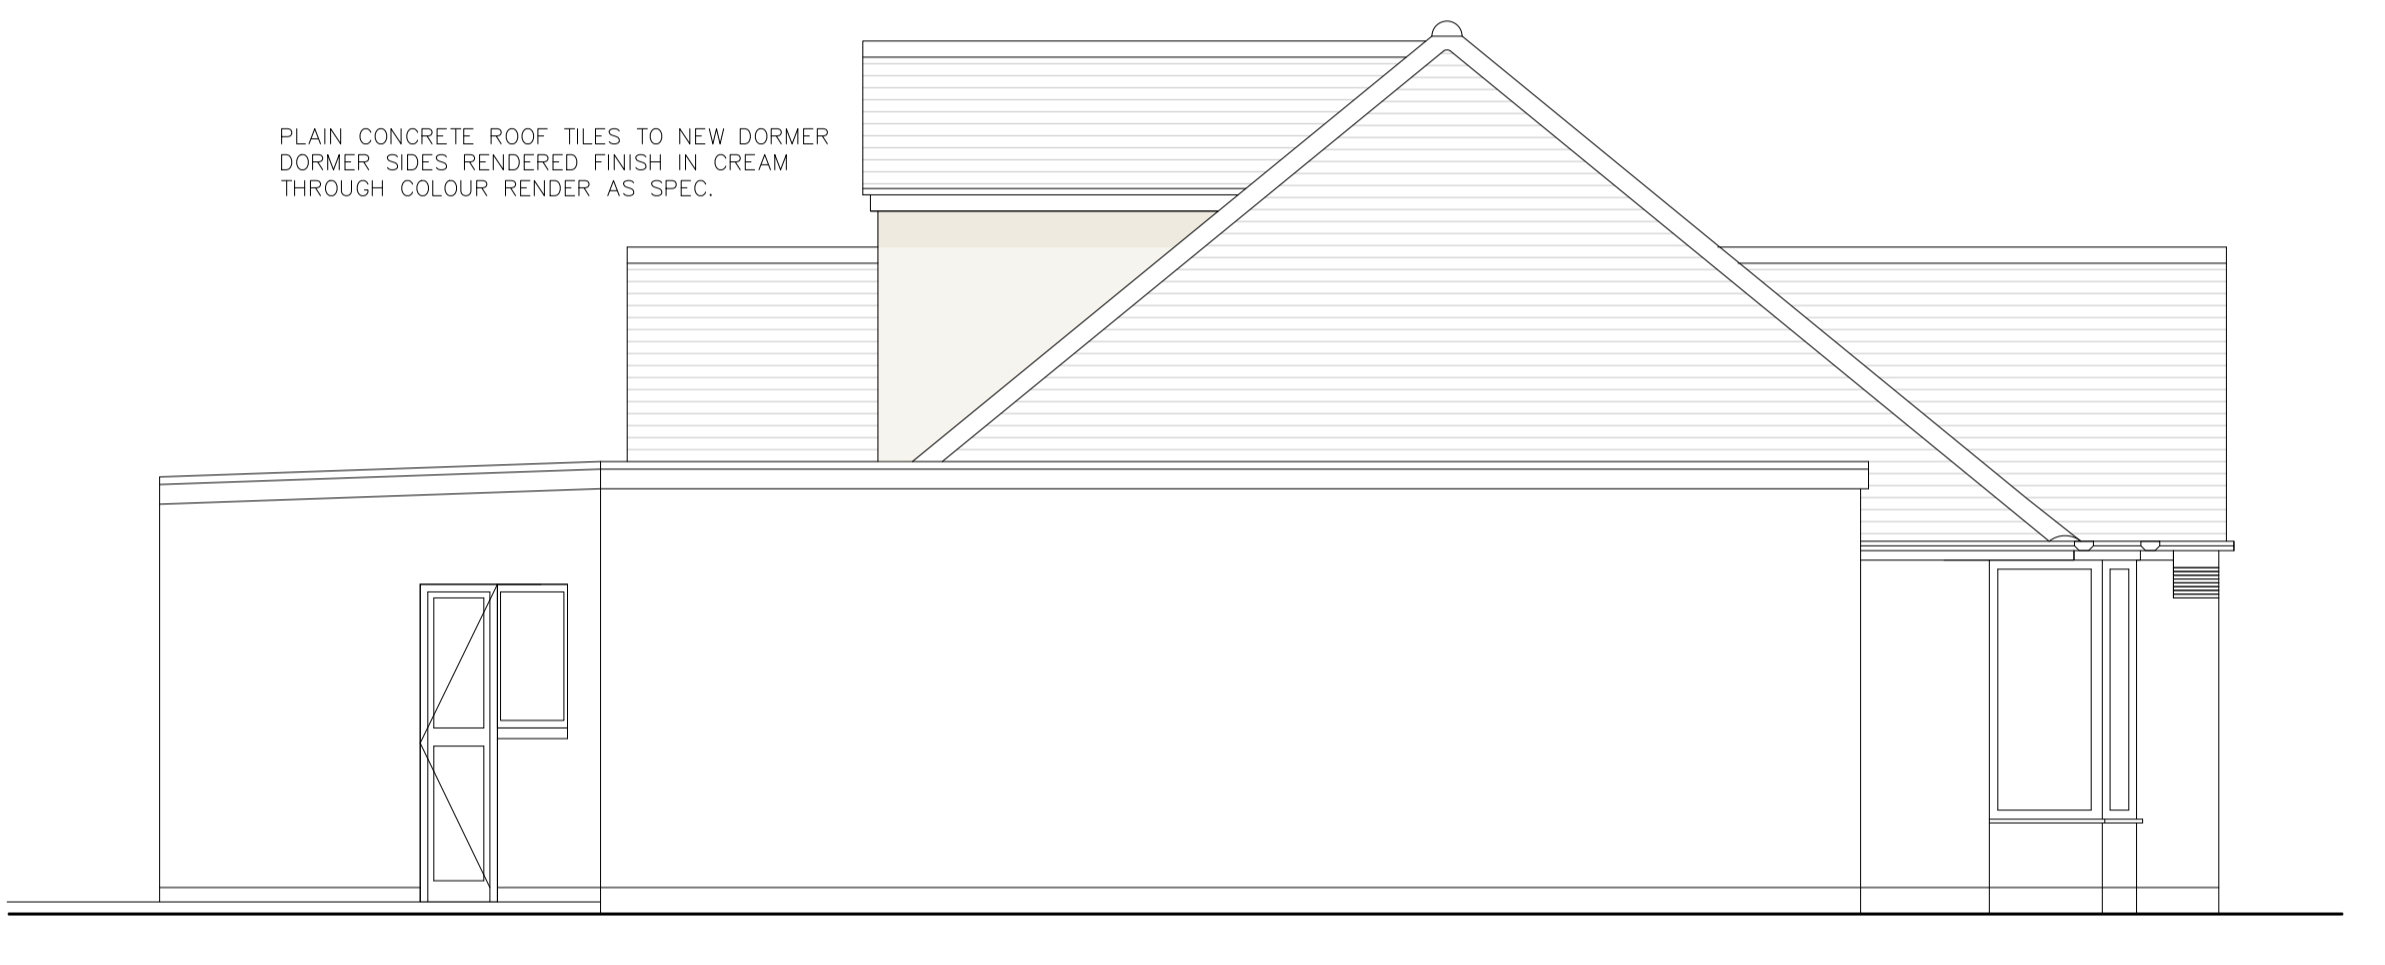 PLAIN CONCRETE ROOF TILES TO NEW DORMER
DORMER SIDES RENDERED FINISH IN CREAM
THROUGH COLOUR RENDER AS SPEC.